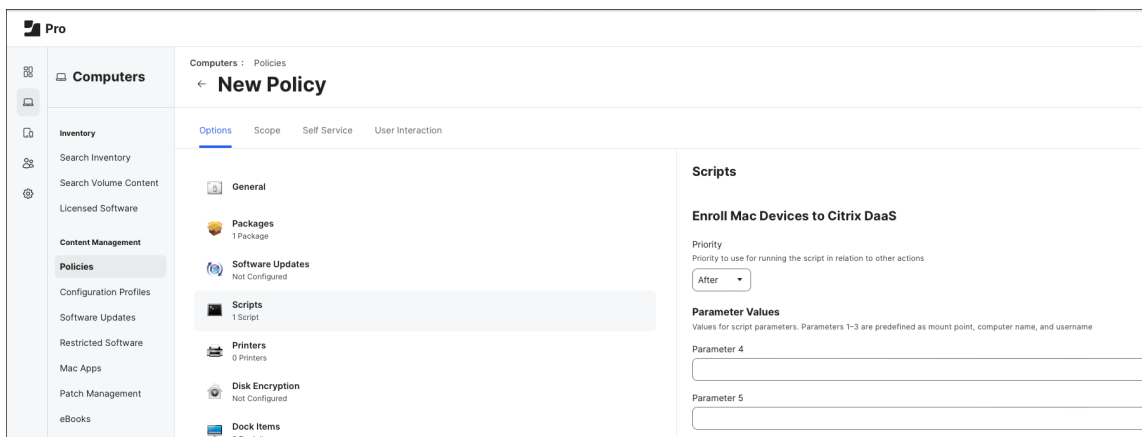 Pro
Computers
Inventory
Search Inventory
Search Volume Content
Licensed Software
Content Management
Policies
Configuration Profiles
Software Updates
Restricted Software
Mac Apps
Patch Management
eBooks
Computers : Policies
← New Policy
Options Scope Self Service User Interaction
General
Packages
1 Package
Software Updates
Not Configured
Scripts
1 Script
Printers
0 Printers
Disk Encryption
Not Configured
Dock Items
Scripts
Enroll Mac Devices to Citrix DaaS
Priority
Priority to use for running the script in relation to other actions
After
Parameter Values
Values for script parameters. Parameters 1–3 are predefined as mount point, computer name, and username
Parameter 4
Parameter 5